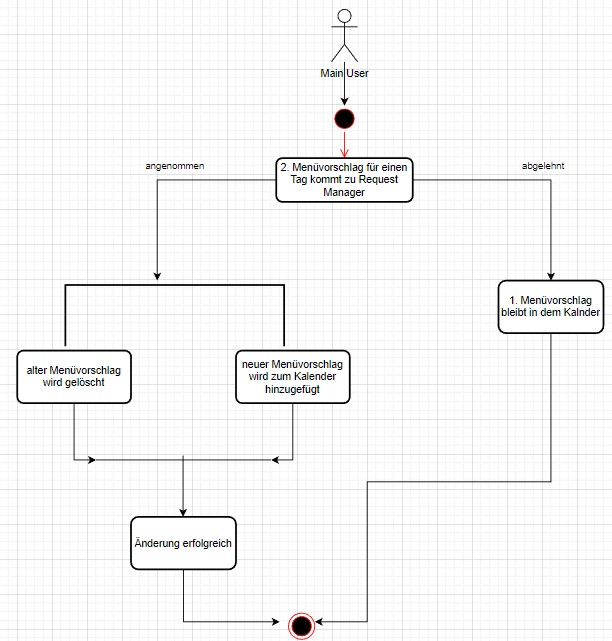 Main User
2. Menüvorschlag für einen
Tag kommt zu Request
Manager
angenommen
abgelehnt
1. Menüvorschlag
bleibt in dem Kalnder
alter Menüvorschlag
wird gelöscht
neuer Menüvorschlag
wird zum Kalender
hinzugefügt
Änderung erfolgreich